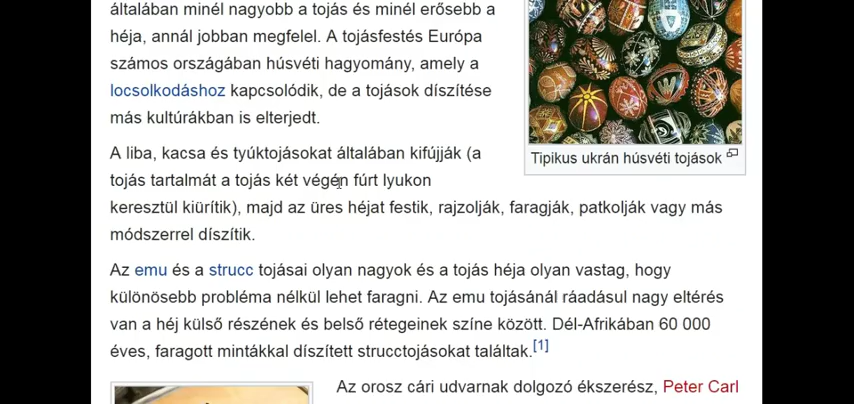 általában minél nagyobb a tojás és minél erősebb a
héja, annál jobban megfelel. A tojásfestés Európa
számos országában húsvéti hagyomány, amely a
locsolkodáshoz kapcsolódik, de a tojások díszítése
más kultúrákban is elterjedt.
Tipikus ukrán húsvéti tojások
A liba, kacsa és tyúktojásokat általában kifújják (a
tojás tartalmát a tojás két végén fúrt lyukon
keresztül kiürítik), majd az üres héjat festik, rajzolják, faragják, patkolják vagy más
módszerrel díszítik.
Az emu és a strucc tojásai olyan nagyok és a tojás héja olyan vastag, hogy
különösebb probléma nélkül lehet faragni. Az emu tojásánál ráadásul nagy eltérés
van a héj külső részének és belső rétegeinek színe között. Dél-Afrikában 60 000
éves, faragott mintákkal díszített strucctojásokat találtak.[1]
Az orosz cári udvarnak dolgozó ékszerész, Peter Carl